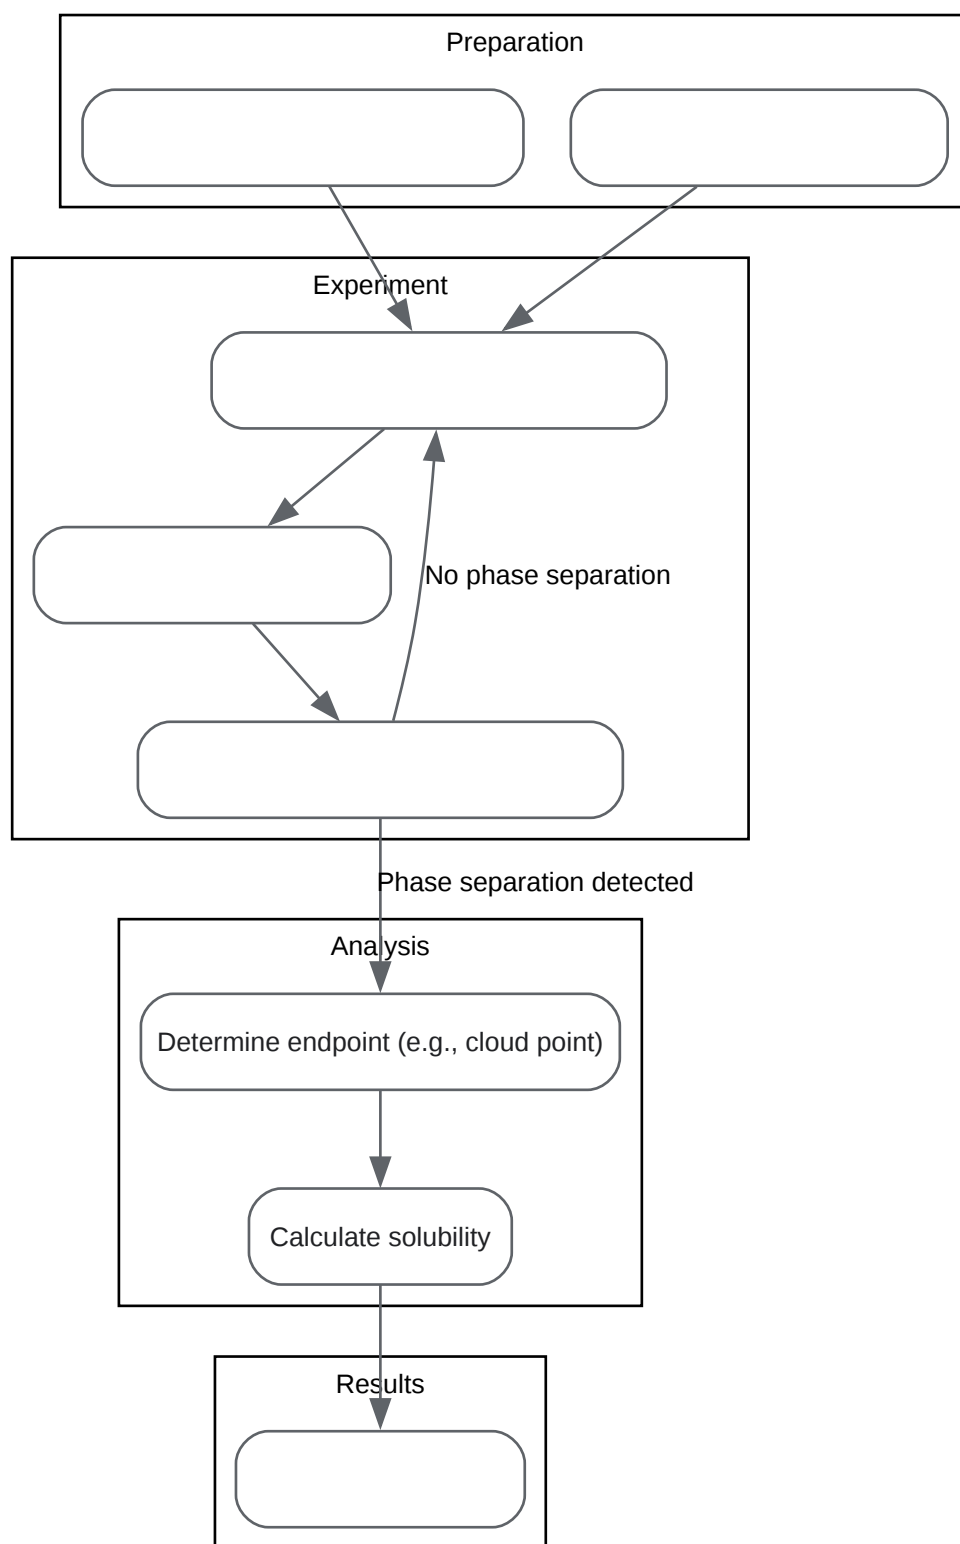 Preparation
Experiment
No phase separation
Phase separation detected
Analysis
Determine endpoint (e.g., cloud point)
Calculate solubility
Results